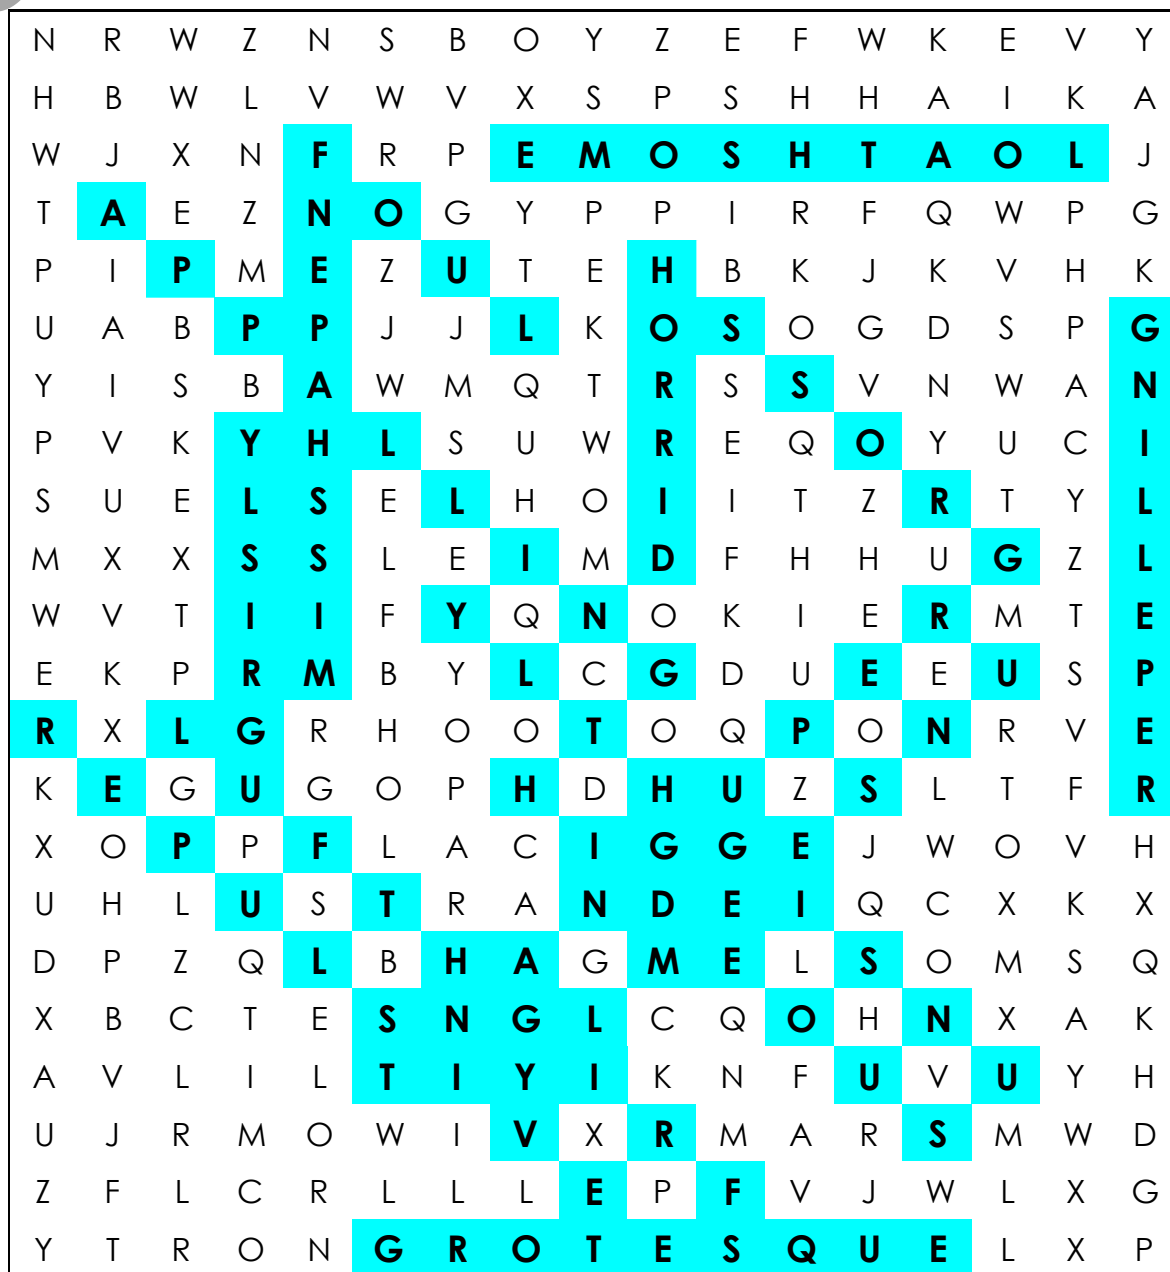 N R W Z N S B O Y Z E F W K E V Y
H B W L V W V X S P S H H A I K A
W J X N F R P E M O S H T A O L J
T A E Z N O G Y P P I R F Q W P G
P I P M E Z U T E H B K J K V H K
U A B P P J J L K O S O G D S P G
Y I S B A W M Q T R S S V N W A N
P V K Y H L S U W R E Q O Y U C I
S U E L S E L H O I I T Z R T Y L
M X X S S L E I M D F H H U G Z L
W V T I I F Y Q N O K I E R M T E
E K P R M B Y L C G D U E E U S P
R X L G R H O O T O Q P O N R V E
K E G U G O P H D H U Z S L T F R
X O P P F L A C I G G E J W O V H
U H L U S T R A N D E I Q C X K X
D P Z Q L B H A G M E L S O M S Q
X B C T E S N G L C Q O H N X A K
A V L I L T I Y I K N F U V U Y H
U J R M O W I V X R M A R S M W D
Z F L C R L L L E P F V J W L X G
Y T R O N G R O T E S Q U E L X P